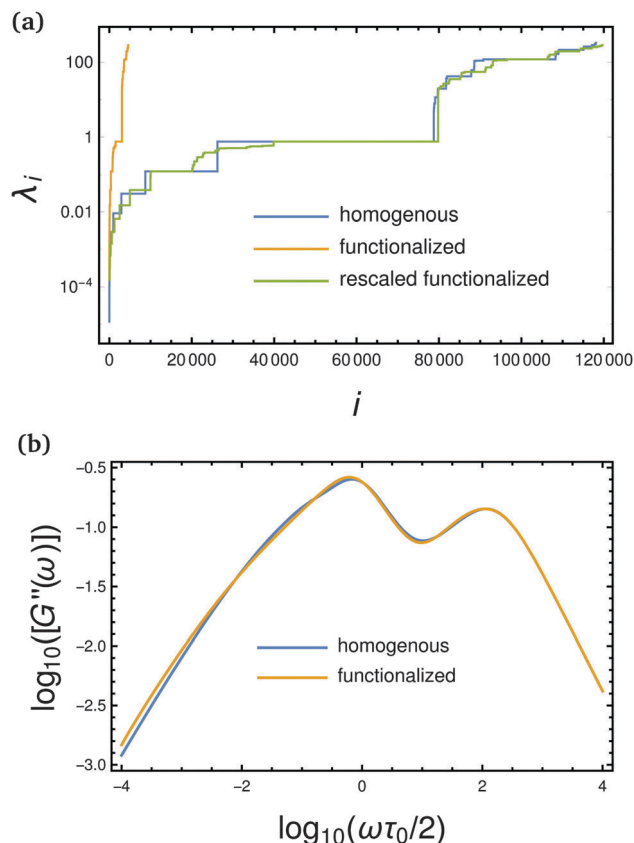 (a)
100
1
0.01
10⁻⁴
λᵢ
homogenous
functionalized
rescaled functionalized
0 20 000 40 000 60 000 80 000 100 000 120 000
i
(b)
-0.5
-1.0
-1.5
-2.0
-2.5
-3.0
log₁₀([G''(ω)])
homogenous
functionalized
-4 -2 0 2 4
log₁₀(ωτ₀/2)